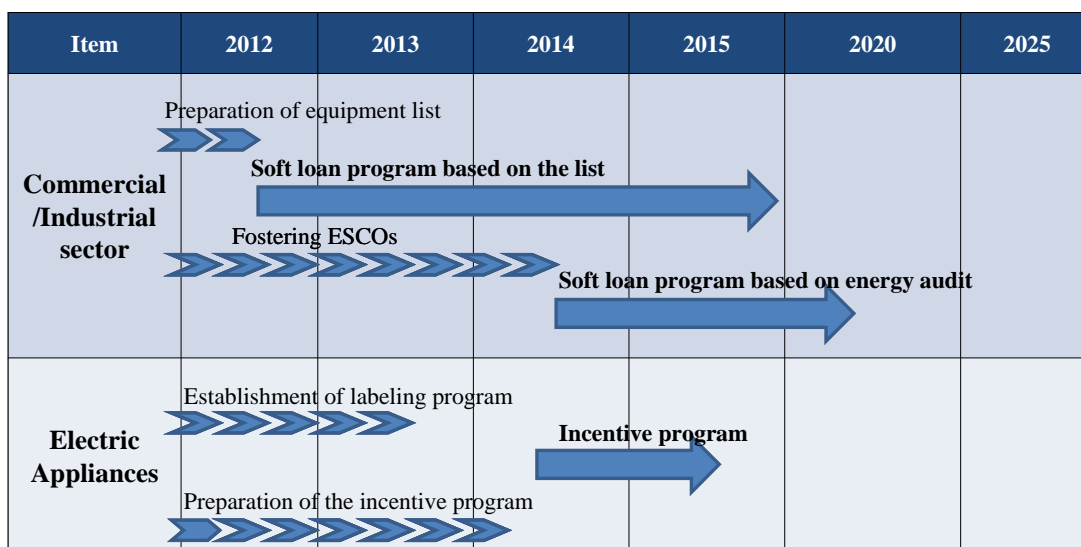 Item 2012 2013 2014 2015 2020 2025
Preparation of equipment list
Soft loan program based on the list
Commercial
/Industrial
sector
Fostering ESCOs
Soft loan program based on energy audit
Establishment of labeling program
Incentive program
Electric
Appliances
Preparation of the incentive program